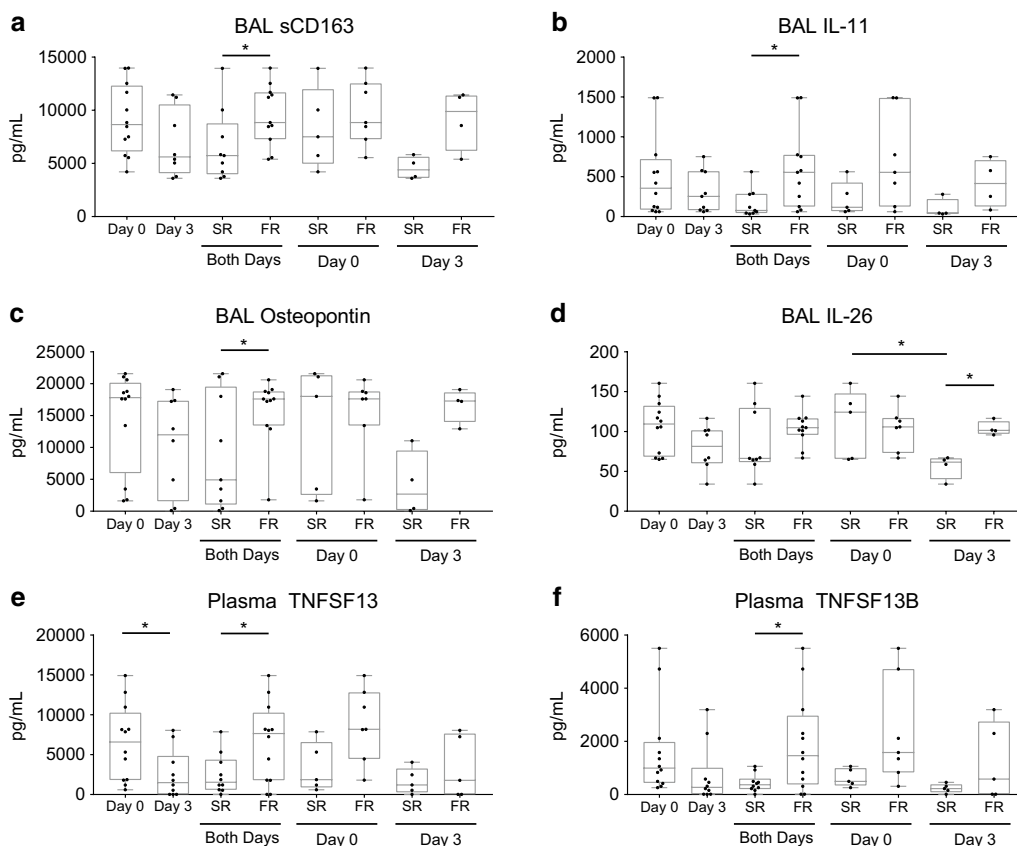 a BAL sCD163
15000
10000
5000
0
pg/mL
Day 0 Day 3 SR FR SR FR SR FR
Both Days Day 0 Day 3
*
b BAL IL-11
2000
1500
1000
500
0
pg/mL
Day 0 Day 3 SR FR SR FR SR FR
Both Days Day 0 Day 3
*
c BAL Osteopontin
25000
20000
15000
10000
5000
0
pg/mL
Day 0 Day 3 SR FR SR FR SR FR
Both Days Day 0 Day 3
*
d BAL IL-26
200
150
100
50
0
pg/mL
Day 0 Day 3 SR FR SR FR SR FR
Both Days Day 0 Day 3
*
*
e Plasma TNFSF13
20000
15000
10000
5000
0
pg/mL
Day 0 Day 3 SR FR SR FR SR FR
Both Days Day 0 Day 3
* *
f Plasma TNFSF13B
6000
4000
2000
0
pg/mL
Day 0 Day 3 SR FR SR FR SR FR
Both Days Day 0 Day 3
*